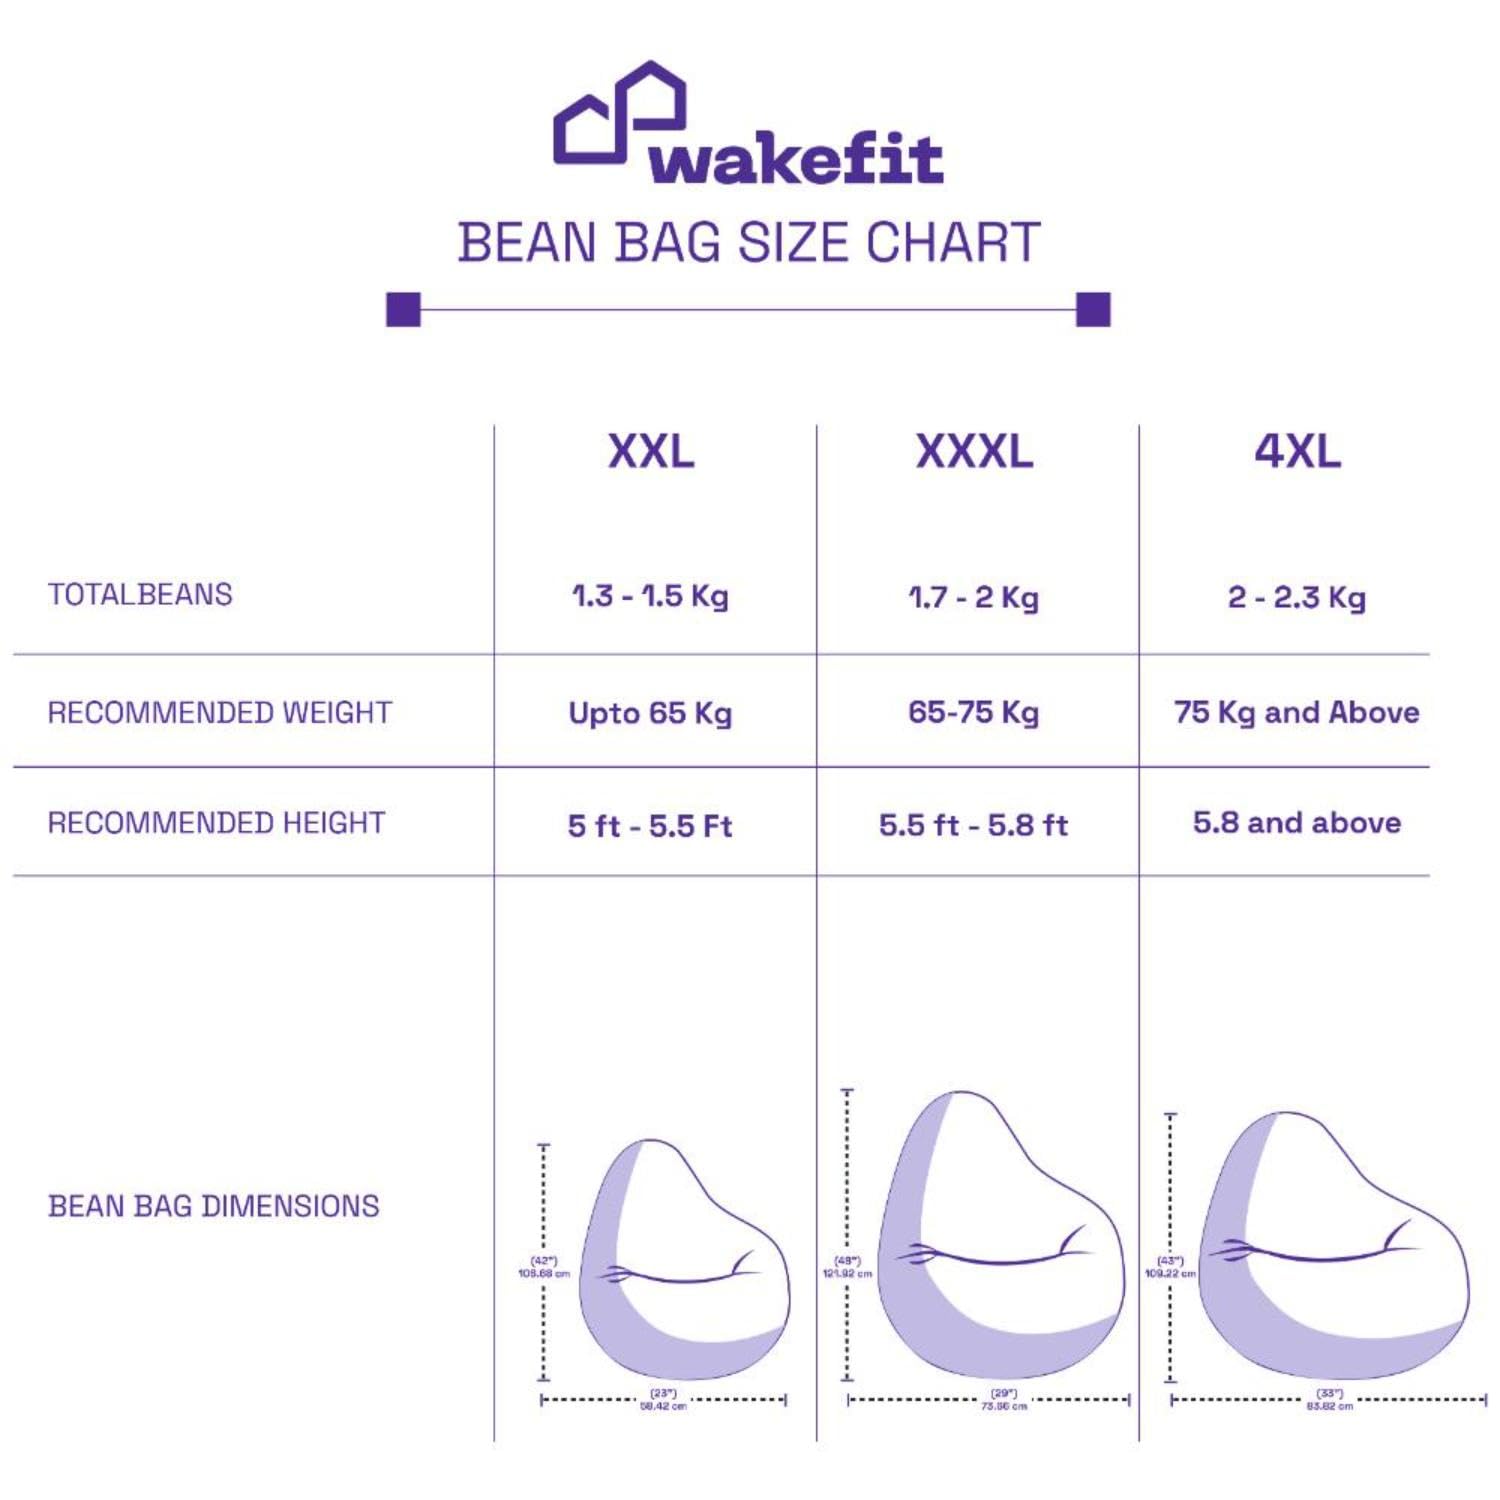 wakefit
BEAN BAG SIZE CHART
XXL XXXL 4XL
TOTALBEANS 1.3 - 1.5 Kg 1.7 - 2 Kg 2 - 2.3 Kg
RECOMMENDED WEIGHT Upto 65 Kg 65-75 Kg 75 Kg and Above
RECOMMENDED HEIGHT 5 ft - 5.5 Ft 5.5 ft - 5.8 ft 5.8 and above
BEAN BAG DIMENSIONS
(42")
106.68 cm
(23")
58.42 cm
(48")
121.92 cm
(29")
73.66 cm
(43")
109.22 cm
(33")
83.82 cm